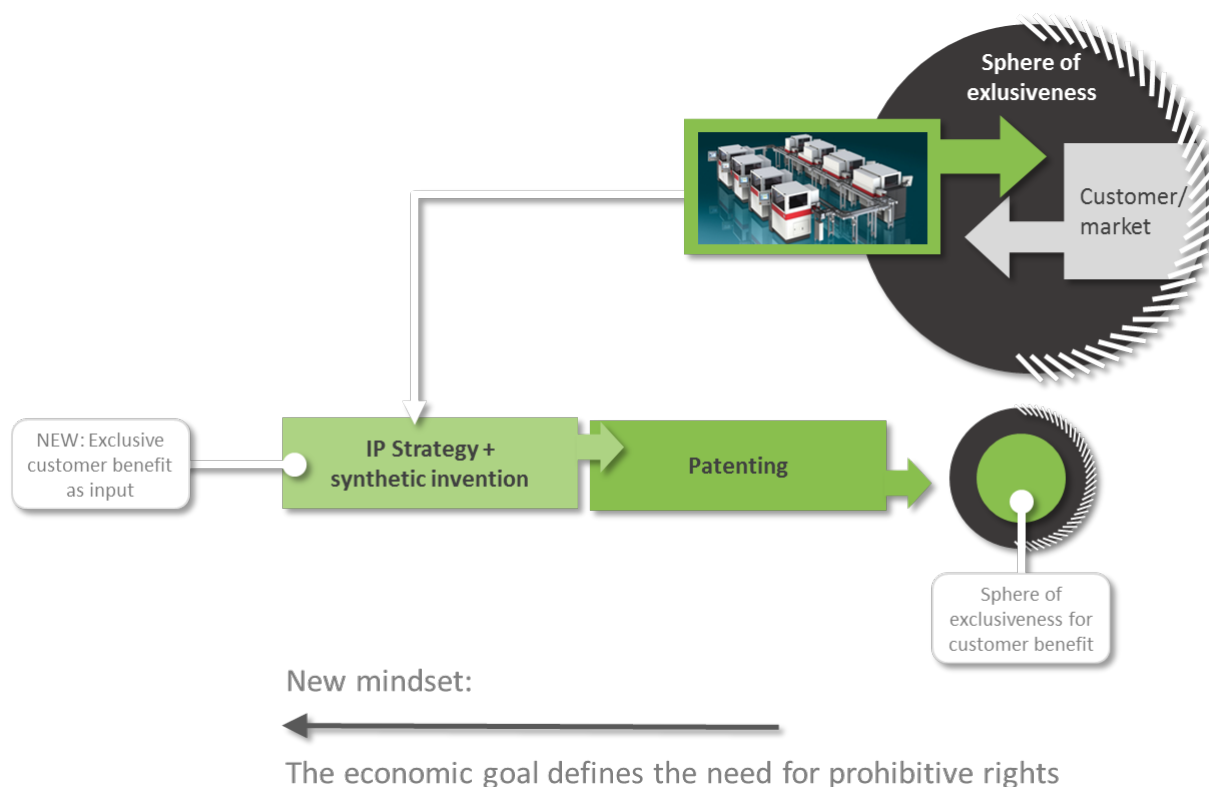 Sphere of
exlusiveness
Customer/
market
NEW: Exclusive
customer benefit
as input
IP Strategy +
synthetic invention
Patenting
Sphere of
exclusiveness for
customer benefit
New mindset:
The economic goal defines the need for prohibitive rights